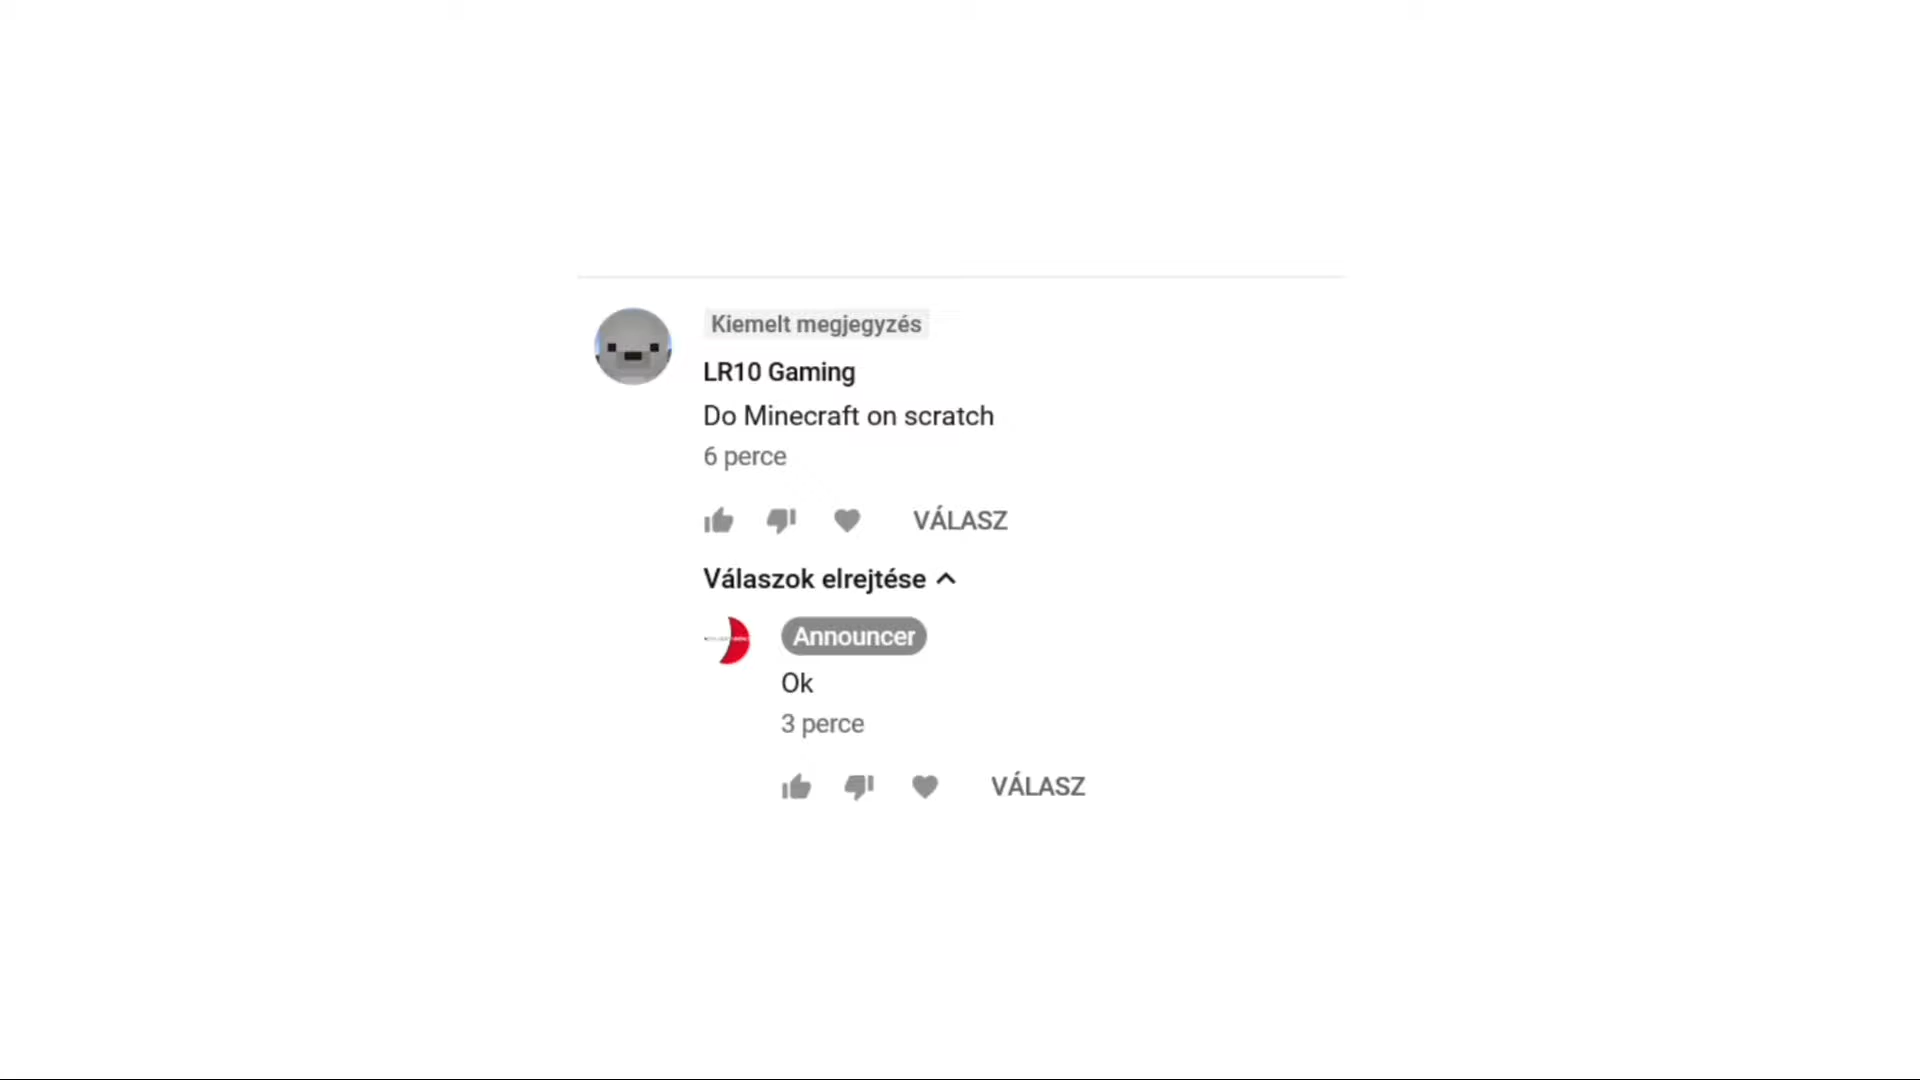 Kiemelt megjegyzés
LR10 Gaming
Do Minecraft on scratch
6 perce
VÁLASZ
Válaszok elrejtése
Announcer
Ok
3 perce
VÁLASZ